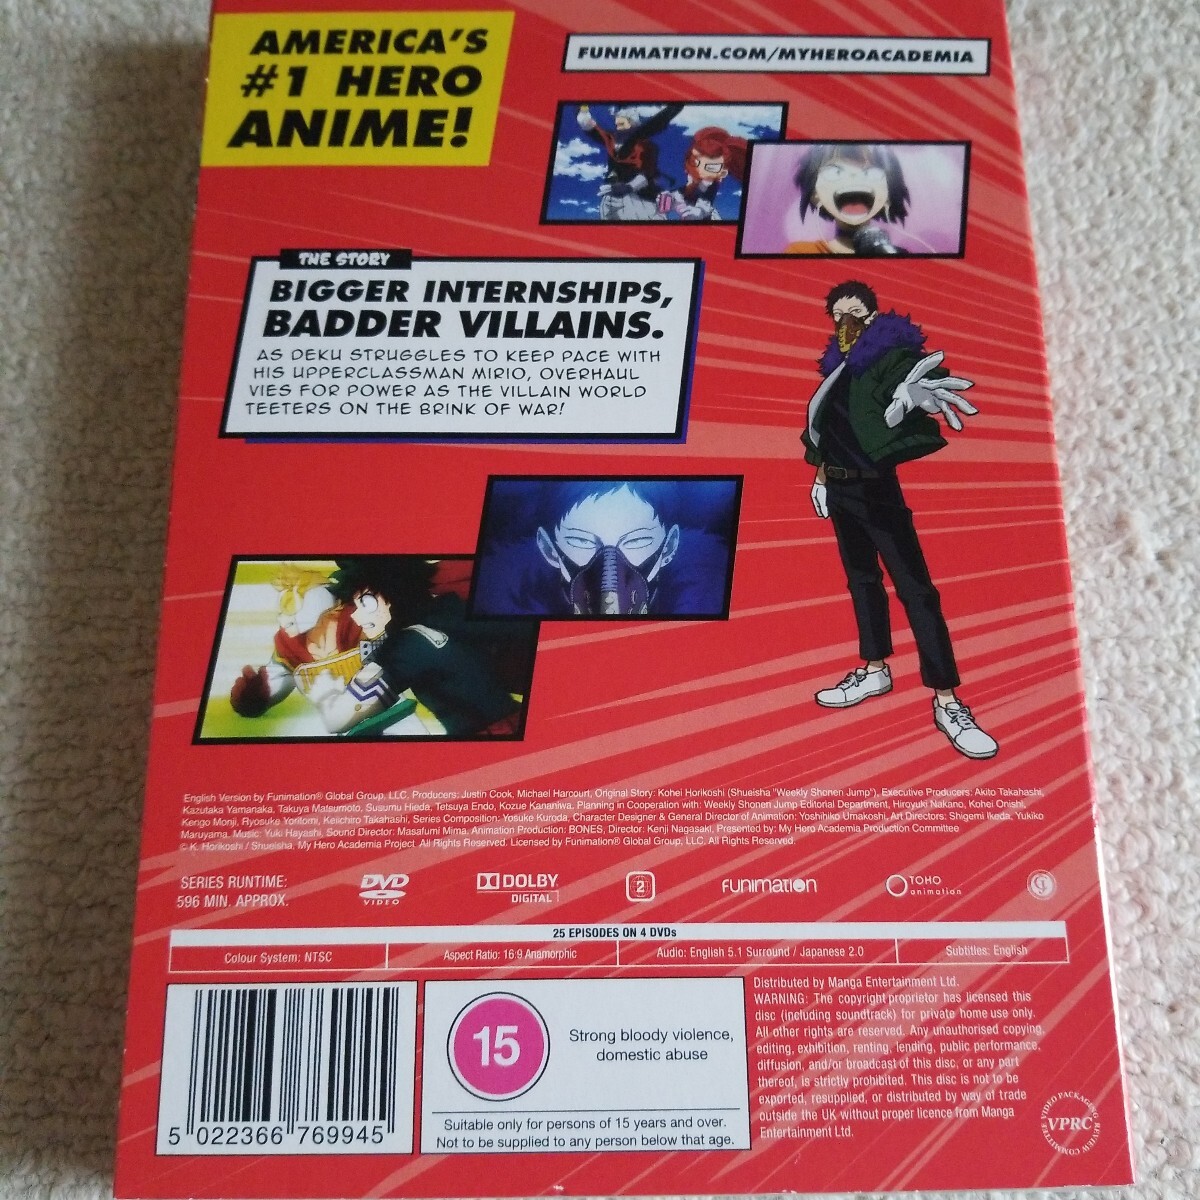 AMERICA'S
#1 HERO
ANIME!
FUNIMATION.COM/MYHEROACADEMIA
THE STORY
BIGGER INTERNSHIPS,
BADDER VILLAINS.
AS DEKU STRUGGLES TO KEEP PACE WITH
HIS UPPERCLASSMAN MIRIO, OVERHAUL
VIES FOR POWER AS THE VILLAIN WORLD
TEETERS ON THE BRINK OF WAR!
English Version by Funimation® Global Group, LLC. Producers: Justin Cook, Michael Harcourt, Original Story: Kohei Horikoshi (Shueisha "Weekly Shonen Jump"), Executive Producers: Akito Takahashi,
Kazutaka Yamanaka, Takuya Matsumoto, Susumu Hieda, Tetsuya Endo, Kozue Kananiwa, Planning in Cooperation with: Weekly Shonen Jump Editorial Department, Hiroyuki Nakano, Kohei Onishi,
Kengo Monji, Ryosuke Yoritomi, Keiichiro Takahashi, Series Composition: Yosuke Kuroda, Character Designer & General Director of Animation: Yoshihiko Umakoshi, Art Directors: Shigemi Ikeda, Yukiko
Maruyama, Music: Yuki Hayashi, Sound Director: Masafumi Mima, Animation Production: BONES, Director: Kenji Nagasaki, Presented by: My Hero Academia Production Committee
© K. Horikoshi / Shueisha, My Hero Academia Project All Rights Reserved. Licensed by Funimation® Global Group, LLC. All Rights Reserved.
SERIES RUNTIME:
596 MIN. APPROX.
DVD
VIDEO
DOLBY
DIGITAL
2
FUNIMATION
TOHO
animation
25 EPISODES ON 4 DVDs
Colour System: NTSC
Aspect Ratio: 16:9 Anamorphic
Audio: English 5.1 Surround / Japanese 2.0
Subtitles: English
5 022366 769945
15
Strong bloody violence,
domestic abuse
Suitable only for persons of 15 years and over.
Not to be supplied to any person below that age.
Distributed by Manga Entertainment Ltd.
WARNING: The copyright proprietor has licensed this
disc (including soundtrack) for private home use only.
All other rights are reserved. Any unauthorised copying,
editing, exhibition, renting, lending, public performance,
diffusion, and/or broadcast of this disc, or any part
thereof, is strictly prohibited. This disc is not to be
exported, resupplied, or distributed by way of trade
outside the UK without proper licence from Manga
Entertainment Ltd.
VIDEO PACKAGING
REVIEW COMMITTEE
VPRC